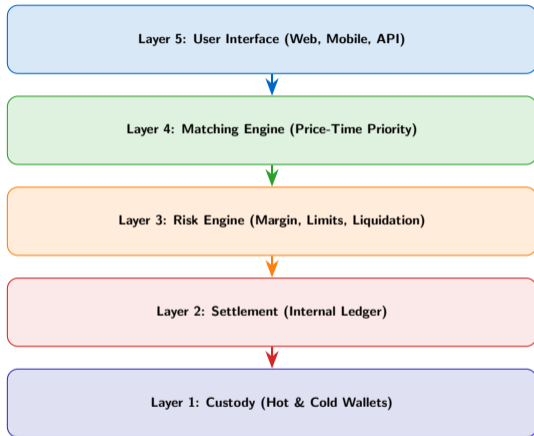 Layer 5: User Interface (Web, Mobile, API)
Layer 4: Matching Engine (Price-Time Priority)
Layer 3: Risk Engine (Margin, Limits, Liquidation)
Layer 2: Settlement (Internal Ledger)
Layer 1: Custody (Hot & Cold Wallets)